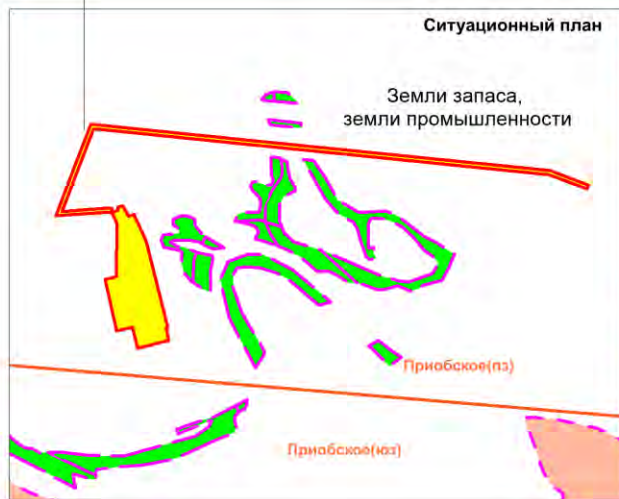 Ситуационный план
Земли запаса,
земли промышленности
Приобское(пз)
Приобское(юз)